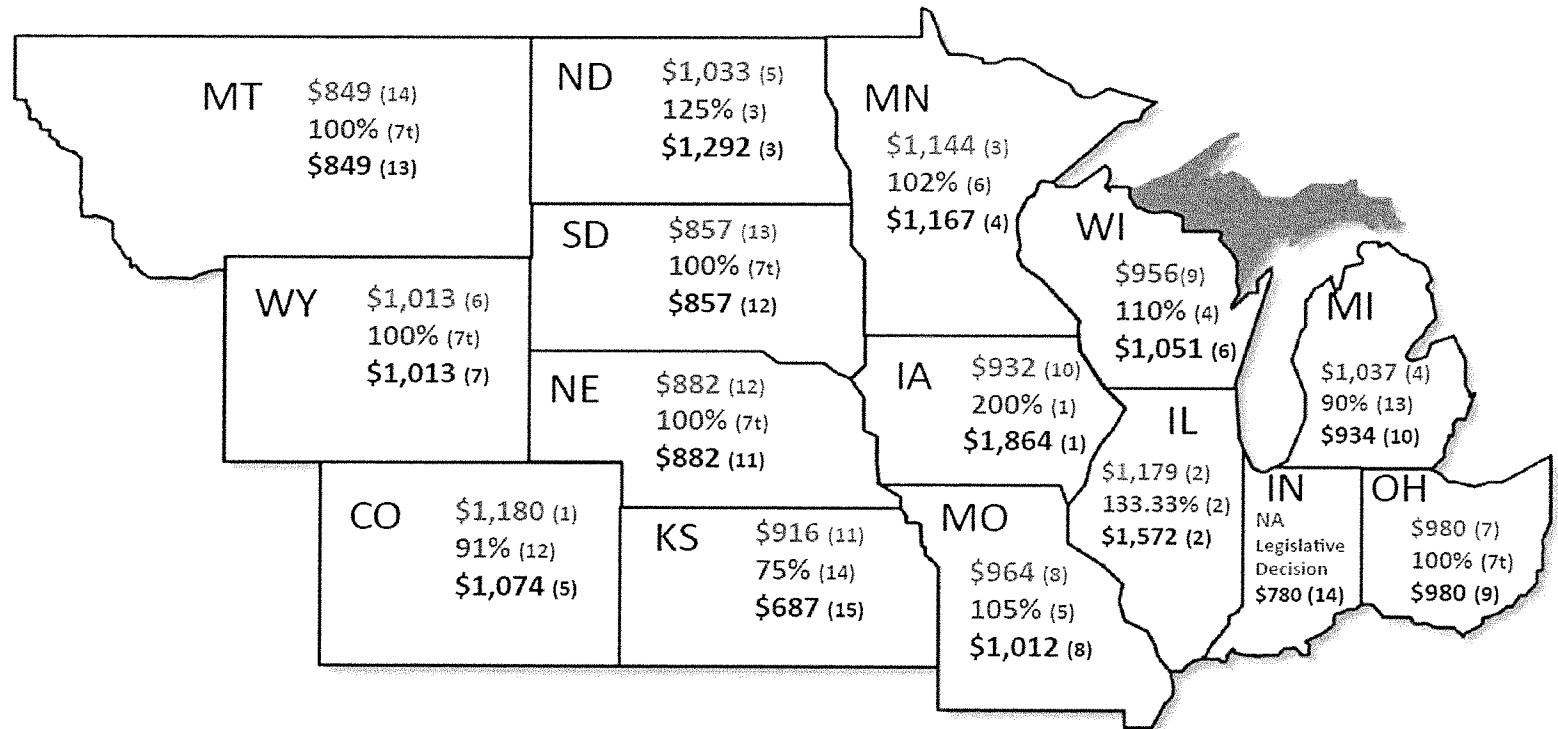 MT
$849 (14)
100% (7t)
$849 (13)
ND
$1,033 (5)
125% (3)
$1,292 (3)
MN
$1,144 (3)
102% (6)
$1,167 (4)
SD
$857 (13)
100% (7t)
$857 (12)
WI
$956(9)
110% (4)
$1,051 (6)
MI
$1,037 (4)
90% (13)
$934 (10)
WY
$1,013 (6)
100% (7t)
$1,013 (7)
NE
$882 (12)
100% (7t)
$882 (11)
IA
$932 (10)
200% (1)
$1,864 (1)
IL
$1,179 (2)
133.33% (2)
$1,572 (2)
CO
$1,180 (1)
91% (12)
$1,074 (5)
KS
$916 (11)
75% (14)
$687 (15)
MO
$964 (8)
105% (5)
$1,012 (8)
IN
NA
Legislative
Decision
$780 (14)
OH
$980 (7)
100% (7t)
$980 (9)